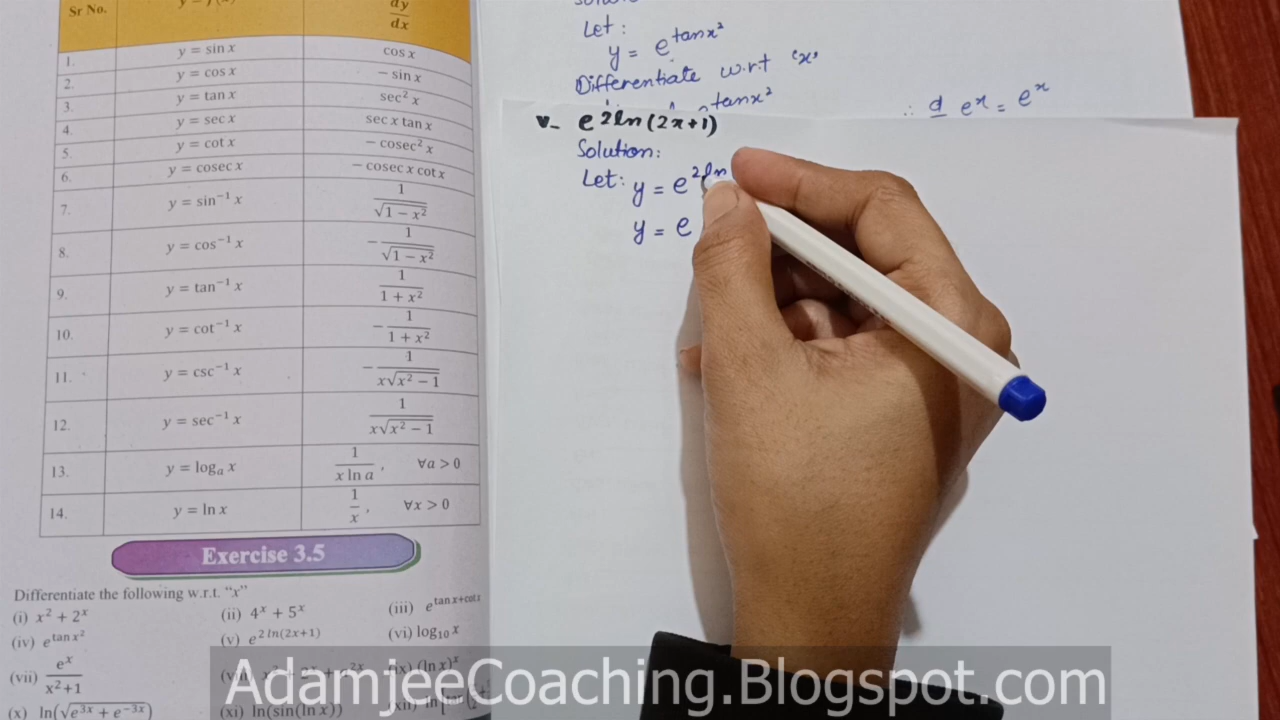 Sr No.
dy/dx
1. y = sin x cos x
2. y = cos x − sin x
3. y = tan x sec² x
4. y = sec x sec x tan x
5. y = cot x − cosec² x
6. y = cosec x − cosec x cot x
7. y = sin⁻¹ x 1/√(1 − x²)
8. y = cos⁻¹ x −1/√(1 − x²)
9. y = tan⁻¹ x 1/(1 + x²)
10. y = cot⁻¹ x −1/(1 + x²)
11. y = csc⁻¹ x −1/(x√(x² − 1))
12. y = sec⁻¹ x 1/(x√(x² − 1))
13. y = logₐ x 1/(x ln a), ∀a > 0
14. y = ln x 1/x, ∀x > 0
Exercise 3.5
Differentiate the following w.r.t. “x”
(i) x² + 2ˣ (ii) 4ˣ + 5ˣ (iii) e^(tan x+cot x)
(iv) e^(tan x²) (v) e^(2 ln(2x+1)) (vi) log₁₀ x
(vii) eˣ/(x²+1) (ix) (ln x)ˣ
(x) ln(√(e³ˣ + e⁻³ˣ)) (xi) ln(sin(ln x)) (xii)
Let:
y = e^(tanx²)
Differentiate w.r.t 'x'
tanx²
∴ d eˣ = eˣ
v- e^(2ln(2x+1))
Solution:
Let: y = e^(2ln
y = e
AdamjeeCoaching.Blogspot.com